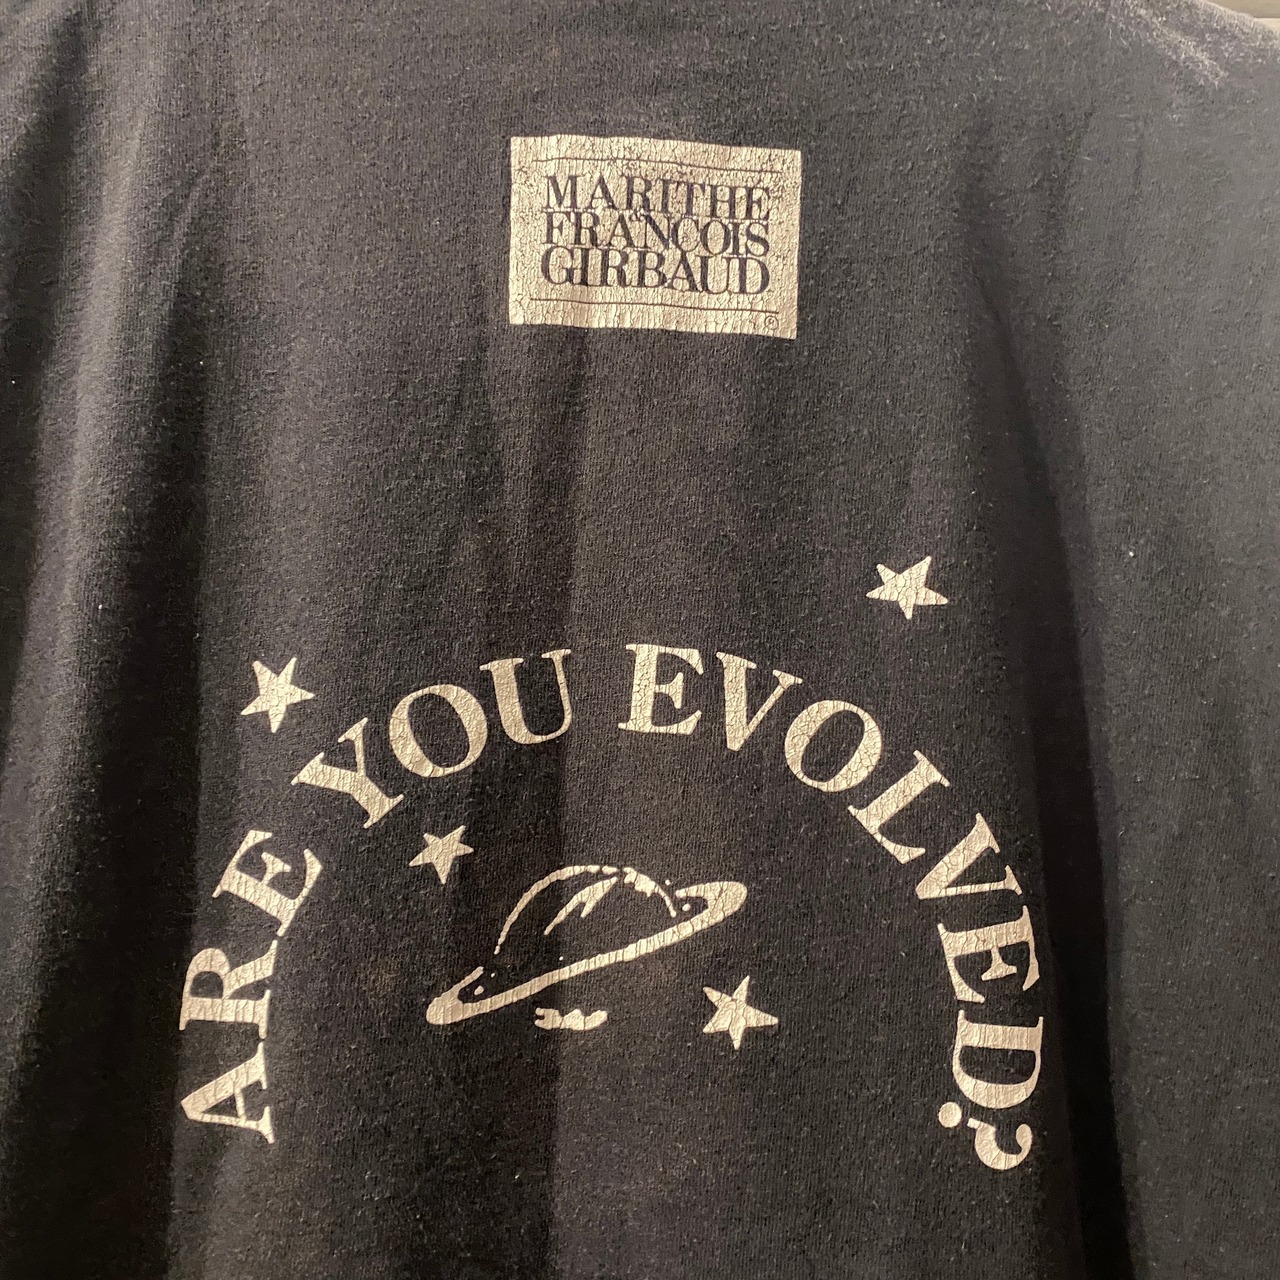 MARITHE
FRANCOIS
GIRBAUD
®
ARE YOU EVOLVED?